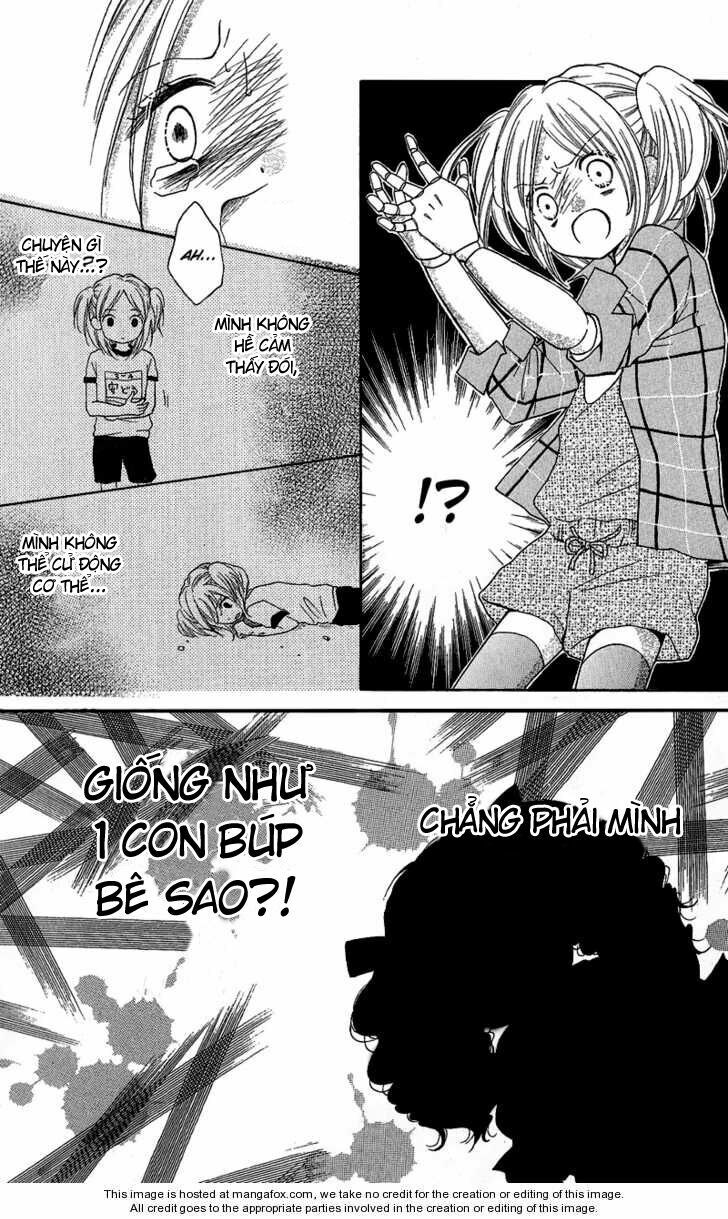 !?
AH...
CHUYỆN GÌ
THẾ NÀY?!?
MÌNH KHÔNG
HỀ CẢM
THẤY ĐÓI,
MÌNH KHÔNG
THỂ CỬ ĐỘNG
CƠ THỂ...
CHẲNG PHẢI MÌNH
GIỐNG NHƯ
1 CON BÚP
BÊ SAO?!
This image is hosted at mangafox.com, we take no credit for the creation or editing of this image.
All credit goes to the appropriate parties involved in the creation or editing of this image.